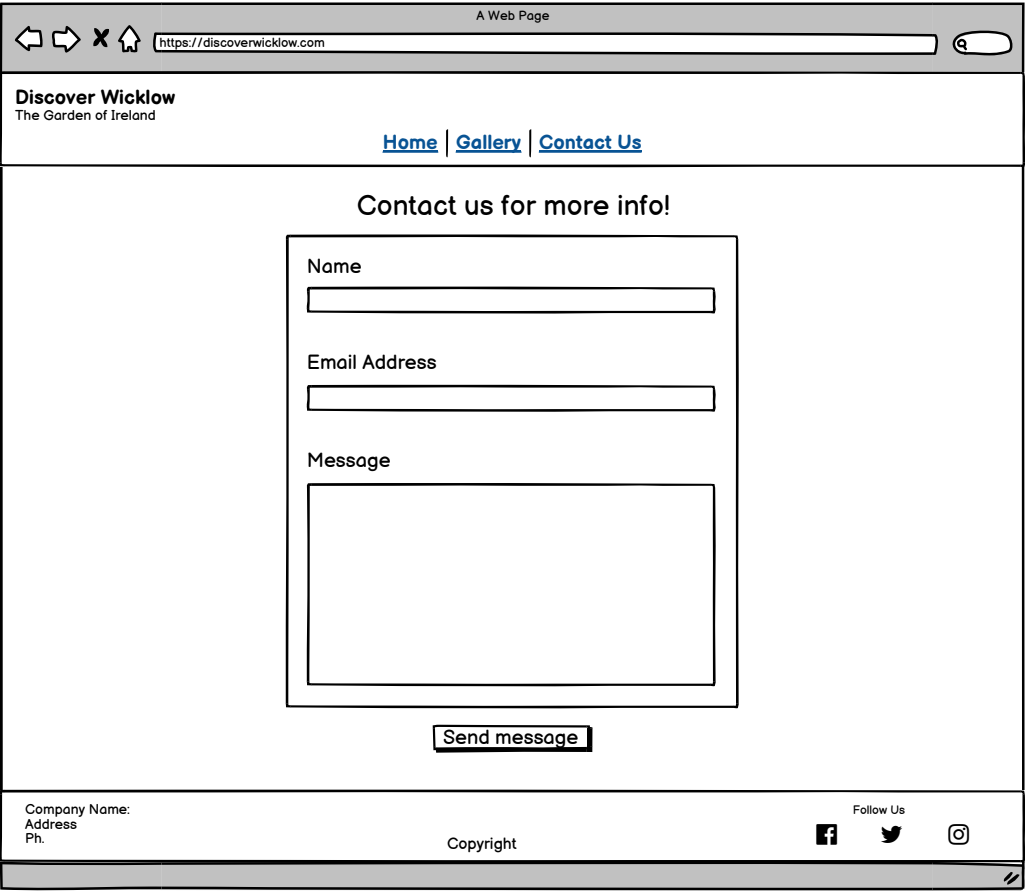 A Web Page
https://discoverwicklow.com
Discover Wicklow
The Garden of Ireland
Home | Gallery | Contact Us
Contact us for more info!
Name
Email Address
Message
Send message
Company Name:
Address
Ph.
Copyright
Follow Us